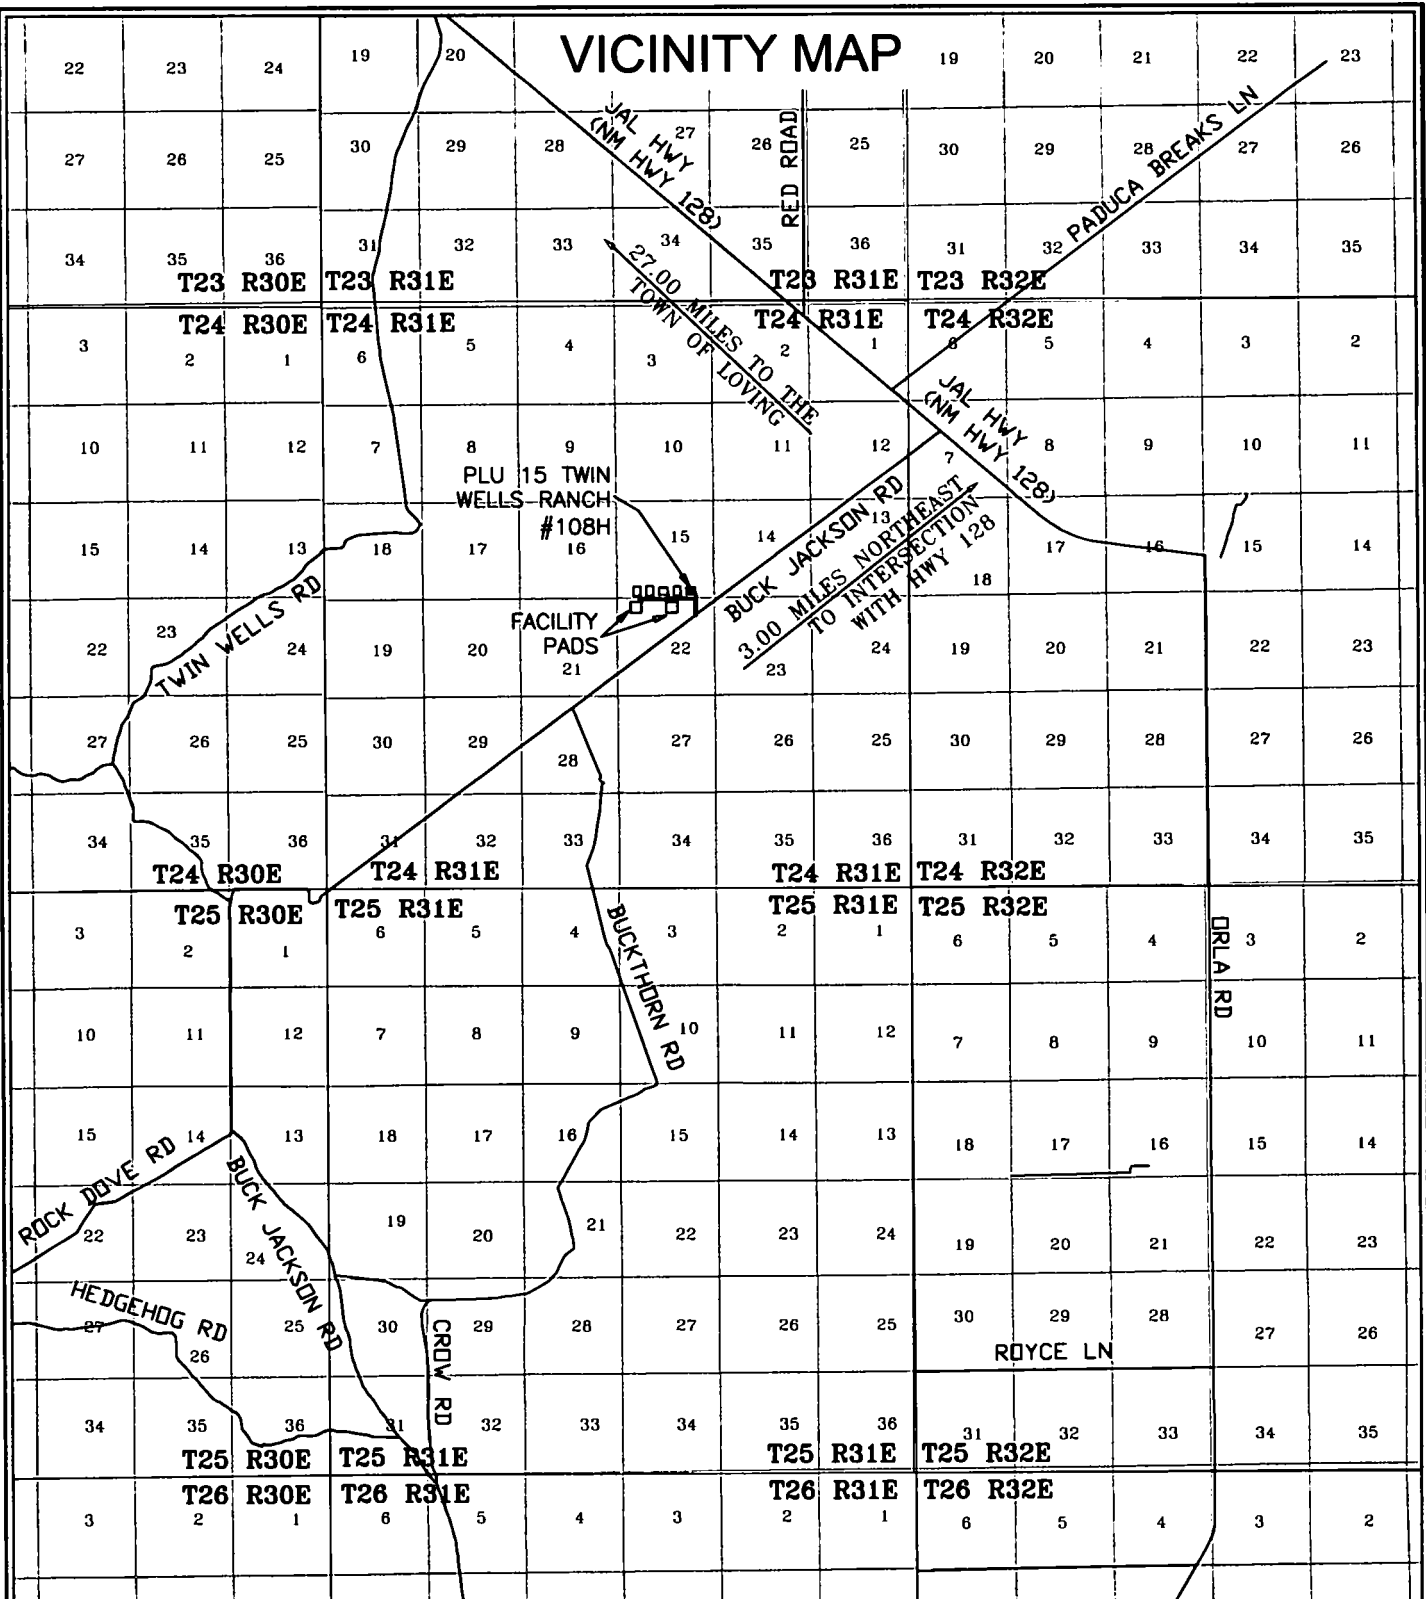 VICINITY MAP
22 23 24 19 20 19 20 21 22 23
JAL HWY
(NM HWY 128)
RED ROAD
PADUCA BREAKS LN
27 26 25 30 29 28 27 26 25 30 29 28 27 26
34 35 36 31 32 33 34 35 36 31 32 33 34 35
T23 R30E T23 R31E T23 R31E T23 R32E
T24 R30E T24 R31E T24 R31E T24 R32E
27.00 MILES TO THE
TOWN OF LOVING
3 2 1 6 5 4 3 2 1 6 5 4 3 2
JAL HWY
(NM HWY 128)
10 11 12 7 8 9 10 11 12 7 8 9 10 11
PLU 15 TWIN
WELLS RANCH
#108H
BUCK JACKSON RD
3.00 MILES NORTHEAST
TO INTERSECTION
WITH HWY 128
15 14 13 18 17 16 15 14 13 18 17 16 15 14
TWIN WELLS RD
FACILITY
PADS
22 23 24 19 20 21 22 23 24 19 20 21 22 23
27 26 25 30 29 28 27 26 25 30 29 28 27 26
34 35 36 31 32 33 34 35 36 31 32 33 34 35
T24 R30E T24 R31E T24 R31E T24 R32E
T25 R30E T25 R31E T25 R31E T25 R32E
3 2 1 6 5 4 3 2 1 6 5 4 3 2
BUCKTHORN RD
ORLA RD
10 11 12 7 8 9 10 11 12 7 8 9 10 11
15 14 13 18 17 16 15 14 13 18 17 16 15 14
ROCK DOVE RD
BUCK JACKSON RD
22 23 24 19 20 21 22 23 24 19 20 21 22 23
HEDGEHOG RD
CROW RD
27 26 25 30 29 28 27 26 25 30 29 28 27 26
ROYCE LN
34 35 36 31 32 33 34 35 36 31 32 33 34 35
T25 R30E T25 R31E T25 R31E T25 R32E
T26 R30E T26 R31E T26 R31E T26 R32E
3 2 1 6 5 4 3 2 1 6 5 4 3 2